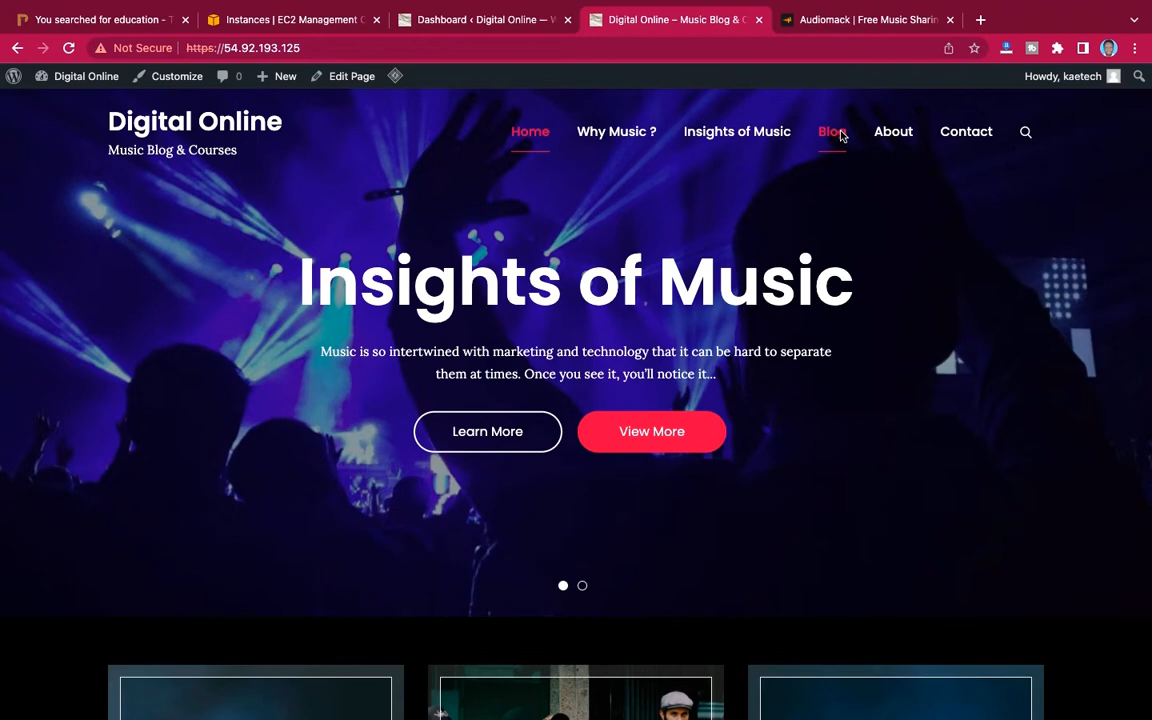 You searched for education - T
Instances | EC2 Management C
Dashboard ‹ Digital Online — W
Digital Online – Music Blog & C
Audiomack | Free Music Sharin
Not Secure
https://54.92.193.125
Digital Online
Customize
0
New
Edit Page
Howdy, kaetech
Digital Online
Music Blog & Courses
Home
Why Music ?
Insights of Music
Blog
About
Contact
Insights of Music
Music is so intertwined with marketing and technology that it can be hard to separate
them at times. Once you see it, you'll notice it...
Learn More
View More